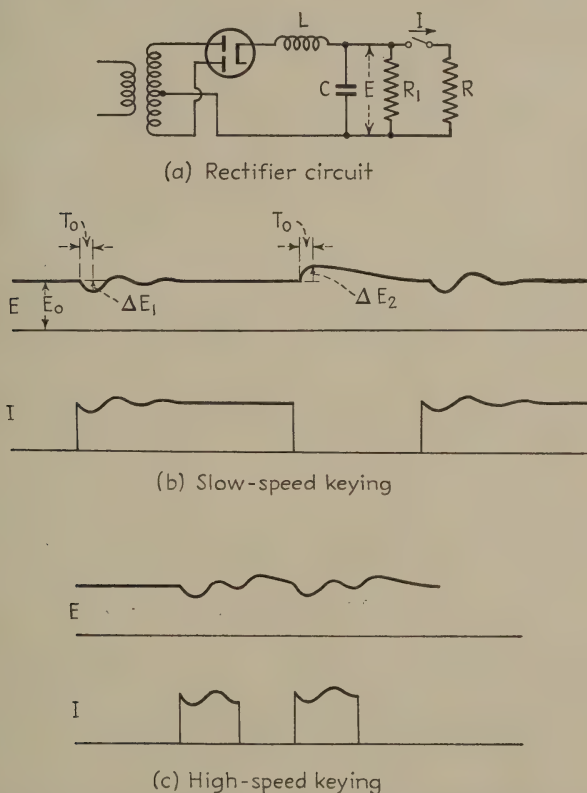 L
I
C
E
R₁
R
(a) Rectifier circuit
T₀
T₀
E
E₀
ΔE₁
ΔE₂
I
(b) Slow-speed keying
E
I
(c) High-speed keying